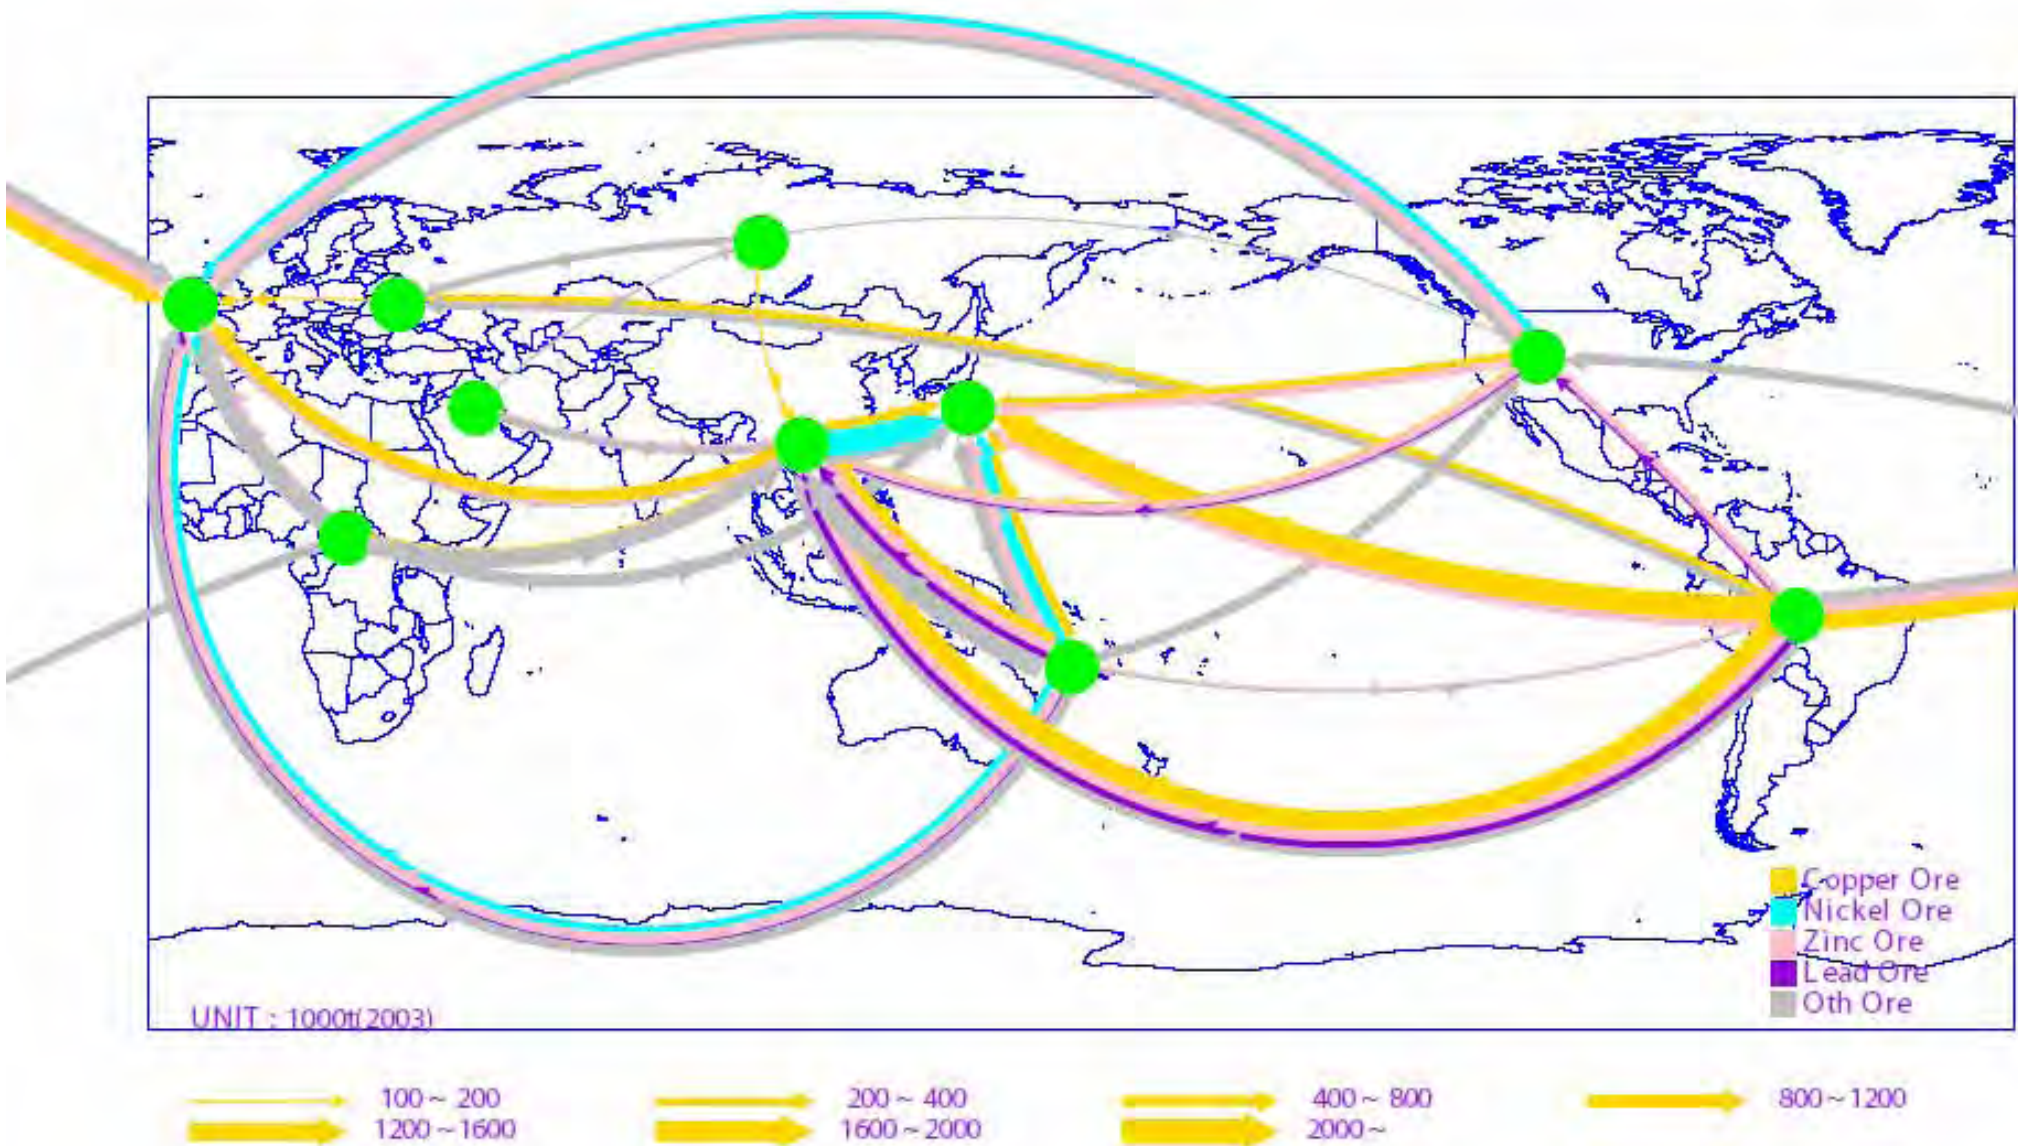 Copper Ore
Nickel Ore
Zinc Ore
Lead Ore
Oth Ore
UNIT : 1000t(2003)
100 ~ 200
200 ~ 400
400 ~ 800
800 ~ 1200
1200 ~ 1600
1600 ~ 2000
2000 ~